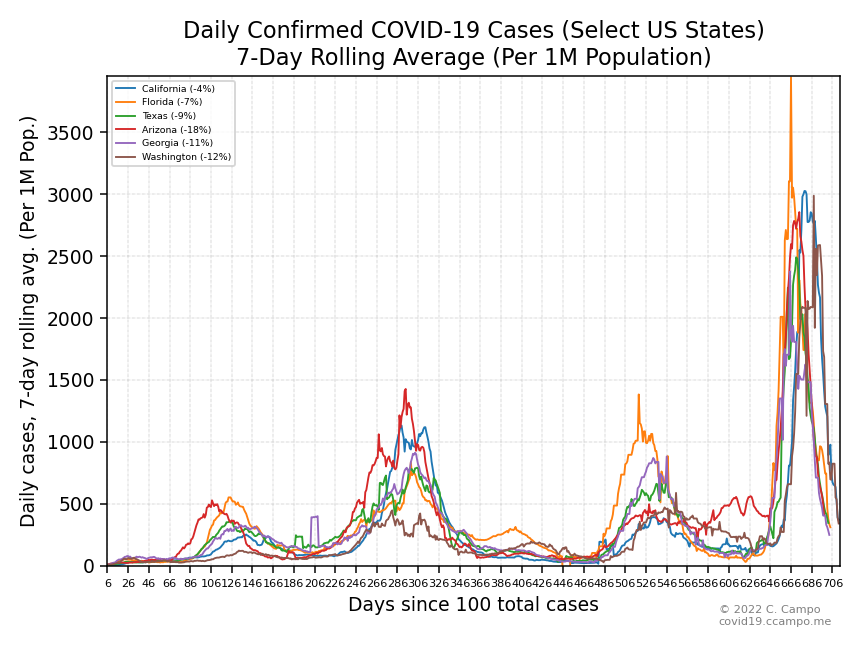 Daily Confirmed COVID-19 Cases (Select US States)
7-Day Rolling Average (Per 1M Population)
California (-4%)
Florida (-7%)
Texas (-9%)
Arizona (-18%)
Georgia (-11%)
Washington (-12%)
Daily cases, 7-day rolling avg. (Per 1M Pop.)
3500
3000
2500
2000
1500
1000
500
0
6 26 46 66 86 106 126 146 166 186 206 226 246 266 286 306 326 346 366 386 406 426 446 466 486 506 526 546 566 586 606 626 646 666 686 706
Days since 100 total cases
© 2022 C. Campo
covid19.ccampo.me